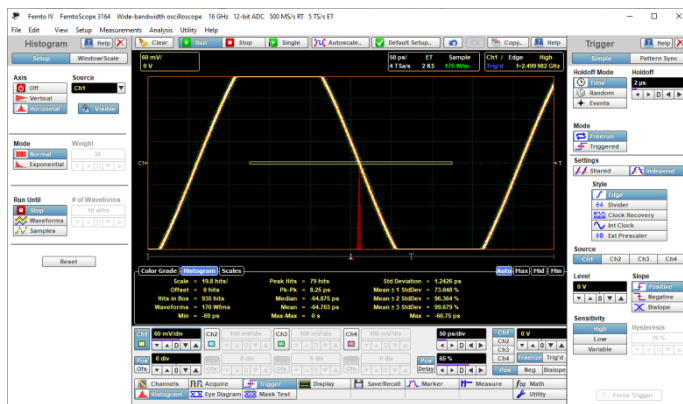 Femto IV FemtoScope 3164 Wide-bandwidth oscilloscope 16 GHz 12-bit ADC 500 MS/s RT 5 TS/s ET
File Edit View Setup Measurements Analysis Utility Help
Histogram Help
Clear Run Stop Single Autoscale.. Default Setup.. Copy.. Help
Trigger Help
Setup Window/Scale
Axis Source
Off Ch1
Vertical
Horizontal Visible
Mode Weight
Normal 32
Exponential
Run Until # of Waveforms
Stop 10 wfm
Waveforms
Samples
Reset
60 mV/
0 V
60 ps/ ET Sample
4 TSa/s 2 KS 170 Wfm
Ch1 / Edge High
Trig'd f=2.499 982 GHz
C1
T
T
Color Grade Histogram Scales Auto Max Mid Min
Scale = 19.8 hits/ Peak Hits = 79 hits Std Deviation = 1.2426 ps
Offset = 0 hits Pk-Pk = 8.25 ps Mean ± 1 StdDev = 73.048 %
Hits in Box = 935 hits Median = -64.875 ps Mean ± 2 StdDev = 96.364 %
Waveforms = 170 Wfms Mean = -64.703 ps Mean ± 3 StdDev = 99.679 %
Min = -69 ps Max-Max = 0 s Max = -60.75 ps
Ch1 60 mV/div Ch2 100 mV/div Ch3 100 mV/div Ch4 100 mV/div
50 ps/div
Ch1 0 V
Ch2
Ch3
Ch4 Freerun Trig'd
Pos 0 div 0 div 0 div 0 div
Ofs
Pos 65 %
Delay
Pos Neg Bislope
Channels Acquire Trigger Display Save/Recall Marker Measure Math
Histogram Eye Diagram Mask Test Utility
Simple Pattern Sync
Holdoff Mode Holdoff
Time 2 µs
Random
Events
Mode
Freerun
Triggered
Settings
Shared Independ
Style
Edge
Divider
Clock Recovery
Int Clock
Ext Prescaler
Source
Ch1 Ch2 Ch3 Ch4
Level Slope
0 V Positive
Negative
Bislope
Sensitivity
High Hysteresis
Low
Variable
Force Trigger